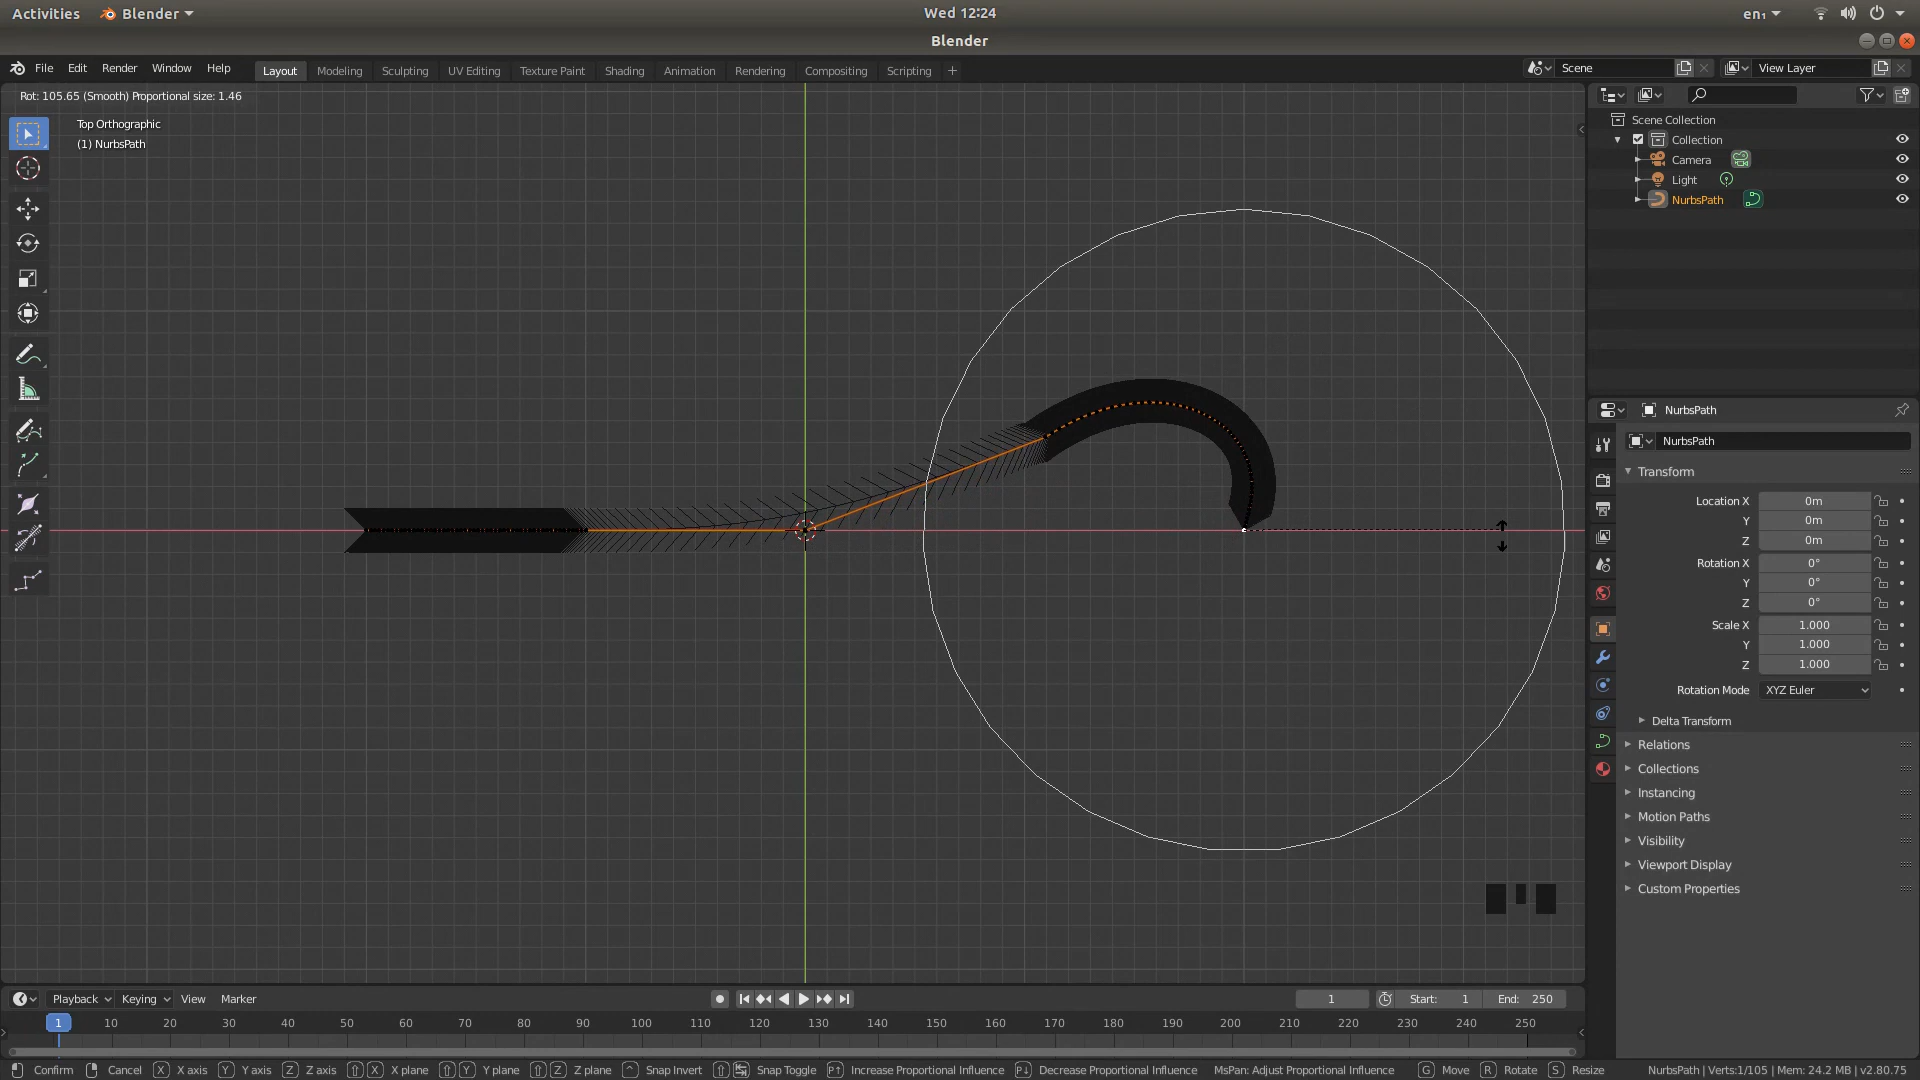 Activities Blender Wed 12:24 en₁
Blender
File Edit Render Window Help Layout Modeling Sculpting UV Editing Texture Paint Shading Animation Rendering Compositing Scripting + Scene View Layer
Rot: 105.65 (Smooth) Proportional size: 1.46
Top Orthographic
(1) NurbsPath
Scene Collection
Collection
Camera
Light
NurbsPath
NurbsPath
NurbsPath
Transform
Location X 0m
Y 0m
Z 0m
Rotation X 0°
Y 0°
Z 0°
Scale X 1.000
Y 1.000
Z 1.000
Rotation Mode XYZ Euler
Delta Transform
Relations
Collections
Instancing
Motion Paths
Visibility
Viewport Display
Custom Properties
Playback Keying View Marker 1 Start: 1 End: 250
1 10 20 30 40 50 60 70 80 90 100 110 120 130 140 150 160 170 180 190 200 210 220 230 240 250
Confirm Cancel X X axis Y Y axis Z Z axis X X plane Y Y plane Z Z plane Snap Invert Snap Toggle P↑ Increase Proportional Influence P↓ Decrease Proportional Influence MsPan: Adjust Proportional Influence G Move R Rotate S Resize NurbsPath | Verts:1/105 | Mem: 24.2 MB | v2.80.75